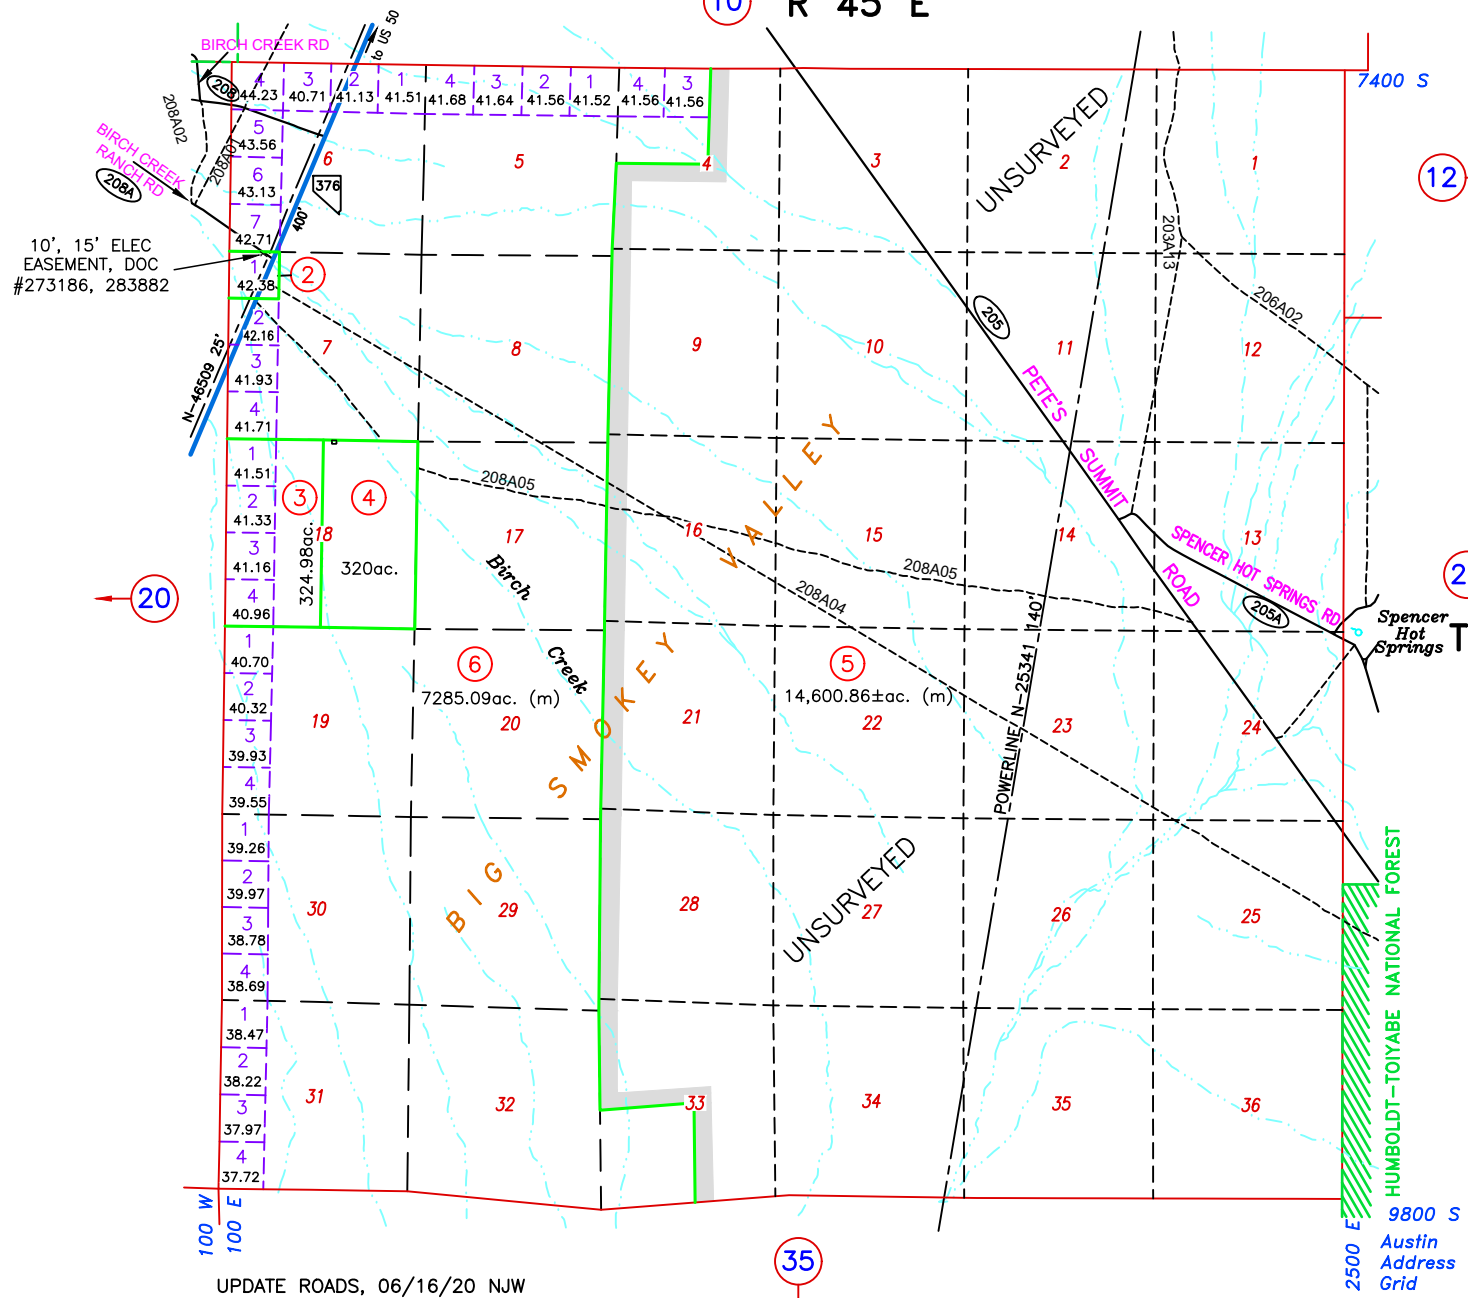 10
R 45 E
to US 50
BIRCH CREEK RD
7400 S
208
4 3 2 1 4 3 2 1 4 3
44.23 40.71 41.13 41.51 41.68 41.64 41.56 41.52 41.56 41.56
208A02
208A01
BIRCH CREEK
RANCH RD
208A
5
43.56
6
43.13
7
42.71
6 5 4 3 2 1
UNSURVEYED
12
376
400'
203A13
206A02
10', 15' ELEC
EASEMENT, DOC
#273186, 283882
1
42.38
2
2
42.16
3
41.93
4
41.71
N-46509 25'
205
7 8 9 10 11 12
PETE'S
SUMMIT
ROAD
1
41.51
2
41.33
3
41.16
4
40.96
3
4
324.98ac.
320ac.
208A05
18 17 16 15 14 13
Birch
Creek
BIG
SMOKEY
VALLEY
208A05
208A04
SPENCER HOT SPRINGS RD
205A
2
20
Spencer
Hot
Springs
T
POWERLINE N-25341 140'
1
40.70
2
40.32
3
39.93
4
39.55
6
7285.09ac. (m)
5
14,600.86±ac. (m)
19 20 21 22 23 24
1
39.26
2
39.97
3
38.78
4
38.69
UNSURVEYED
30 29 28 27 26 25
HUMBOLDT-TOIYABE NATIONAL FOREST
1
38.47
2
38.22
3
37.97
4
37.72
31 32 33 34 35 36
100 W
100 E
2500 E
9800 S
Austin
Address
Grid
35
UPDATE ROADS, 06/16/20 NJW